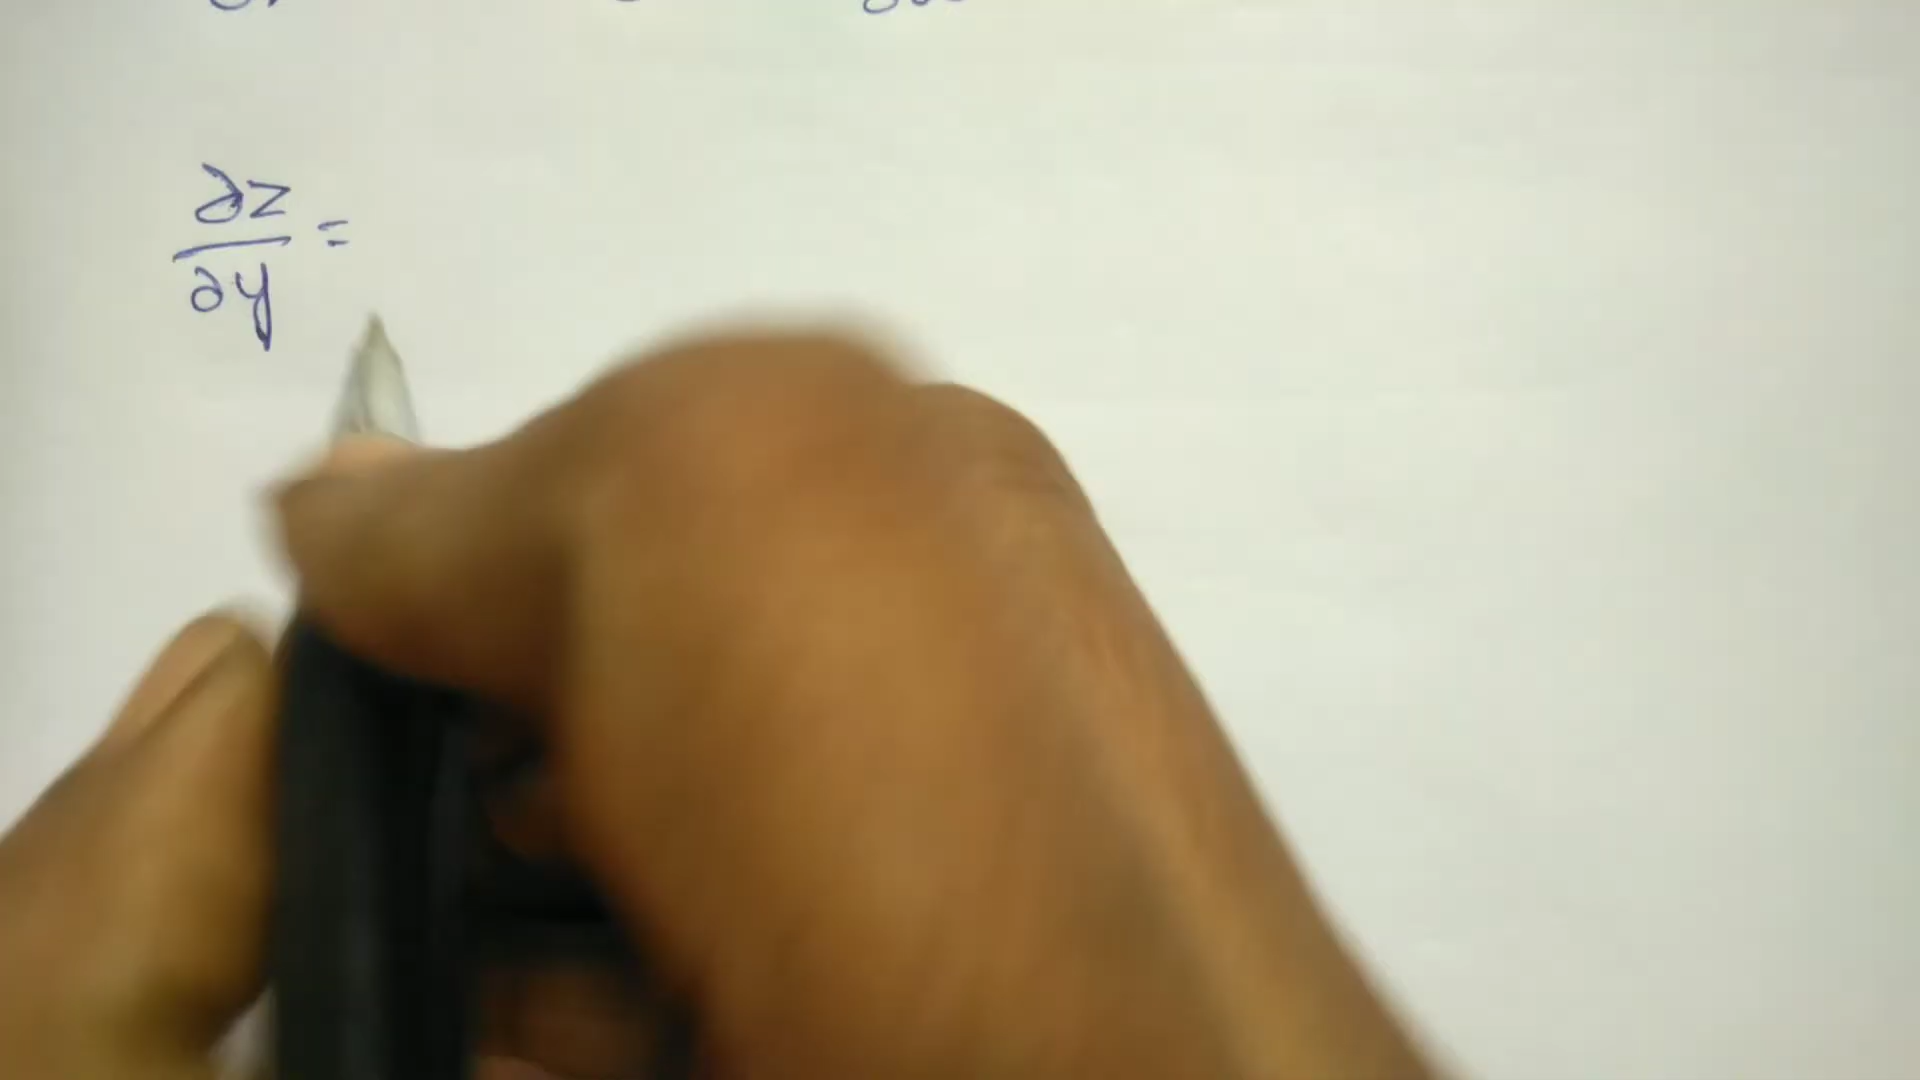 ∂z/∂y =